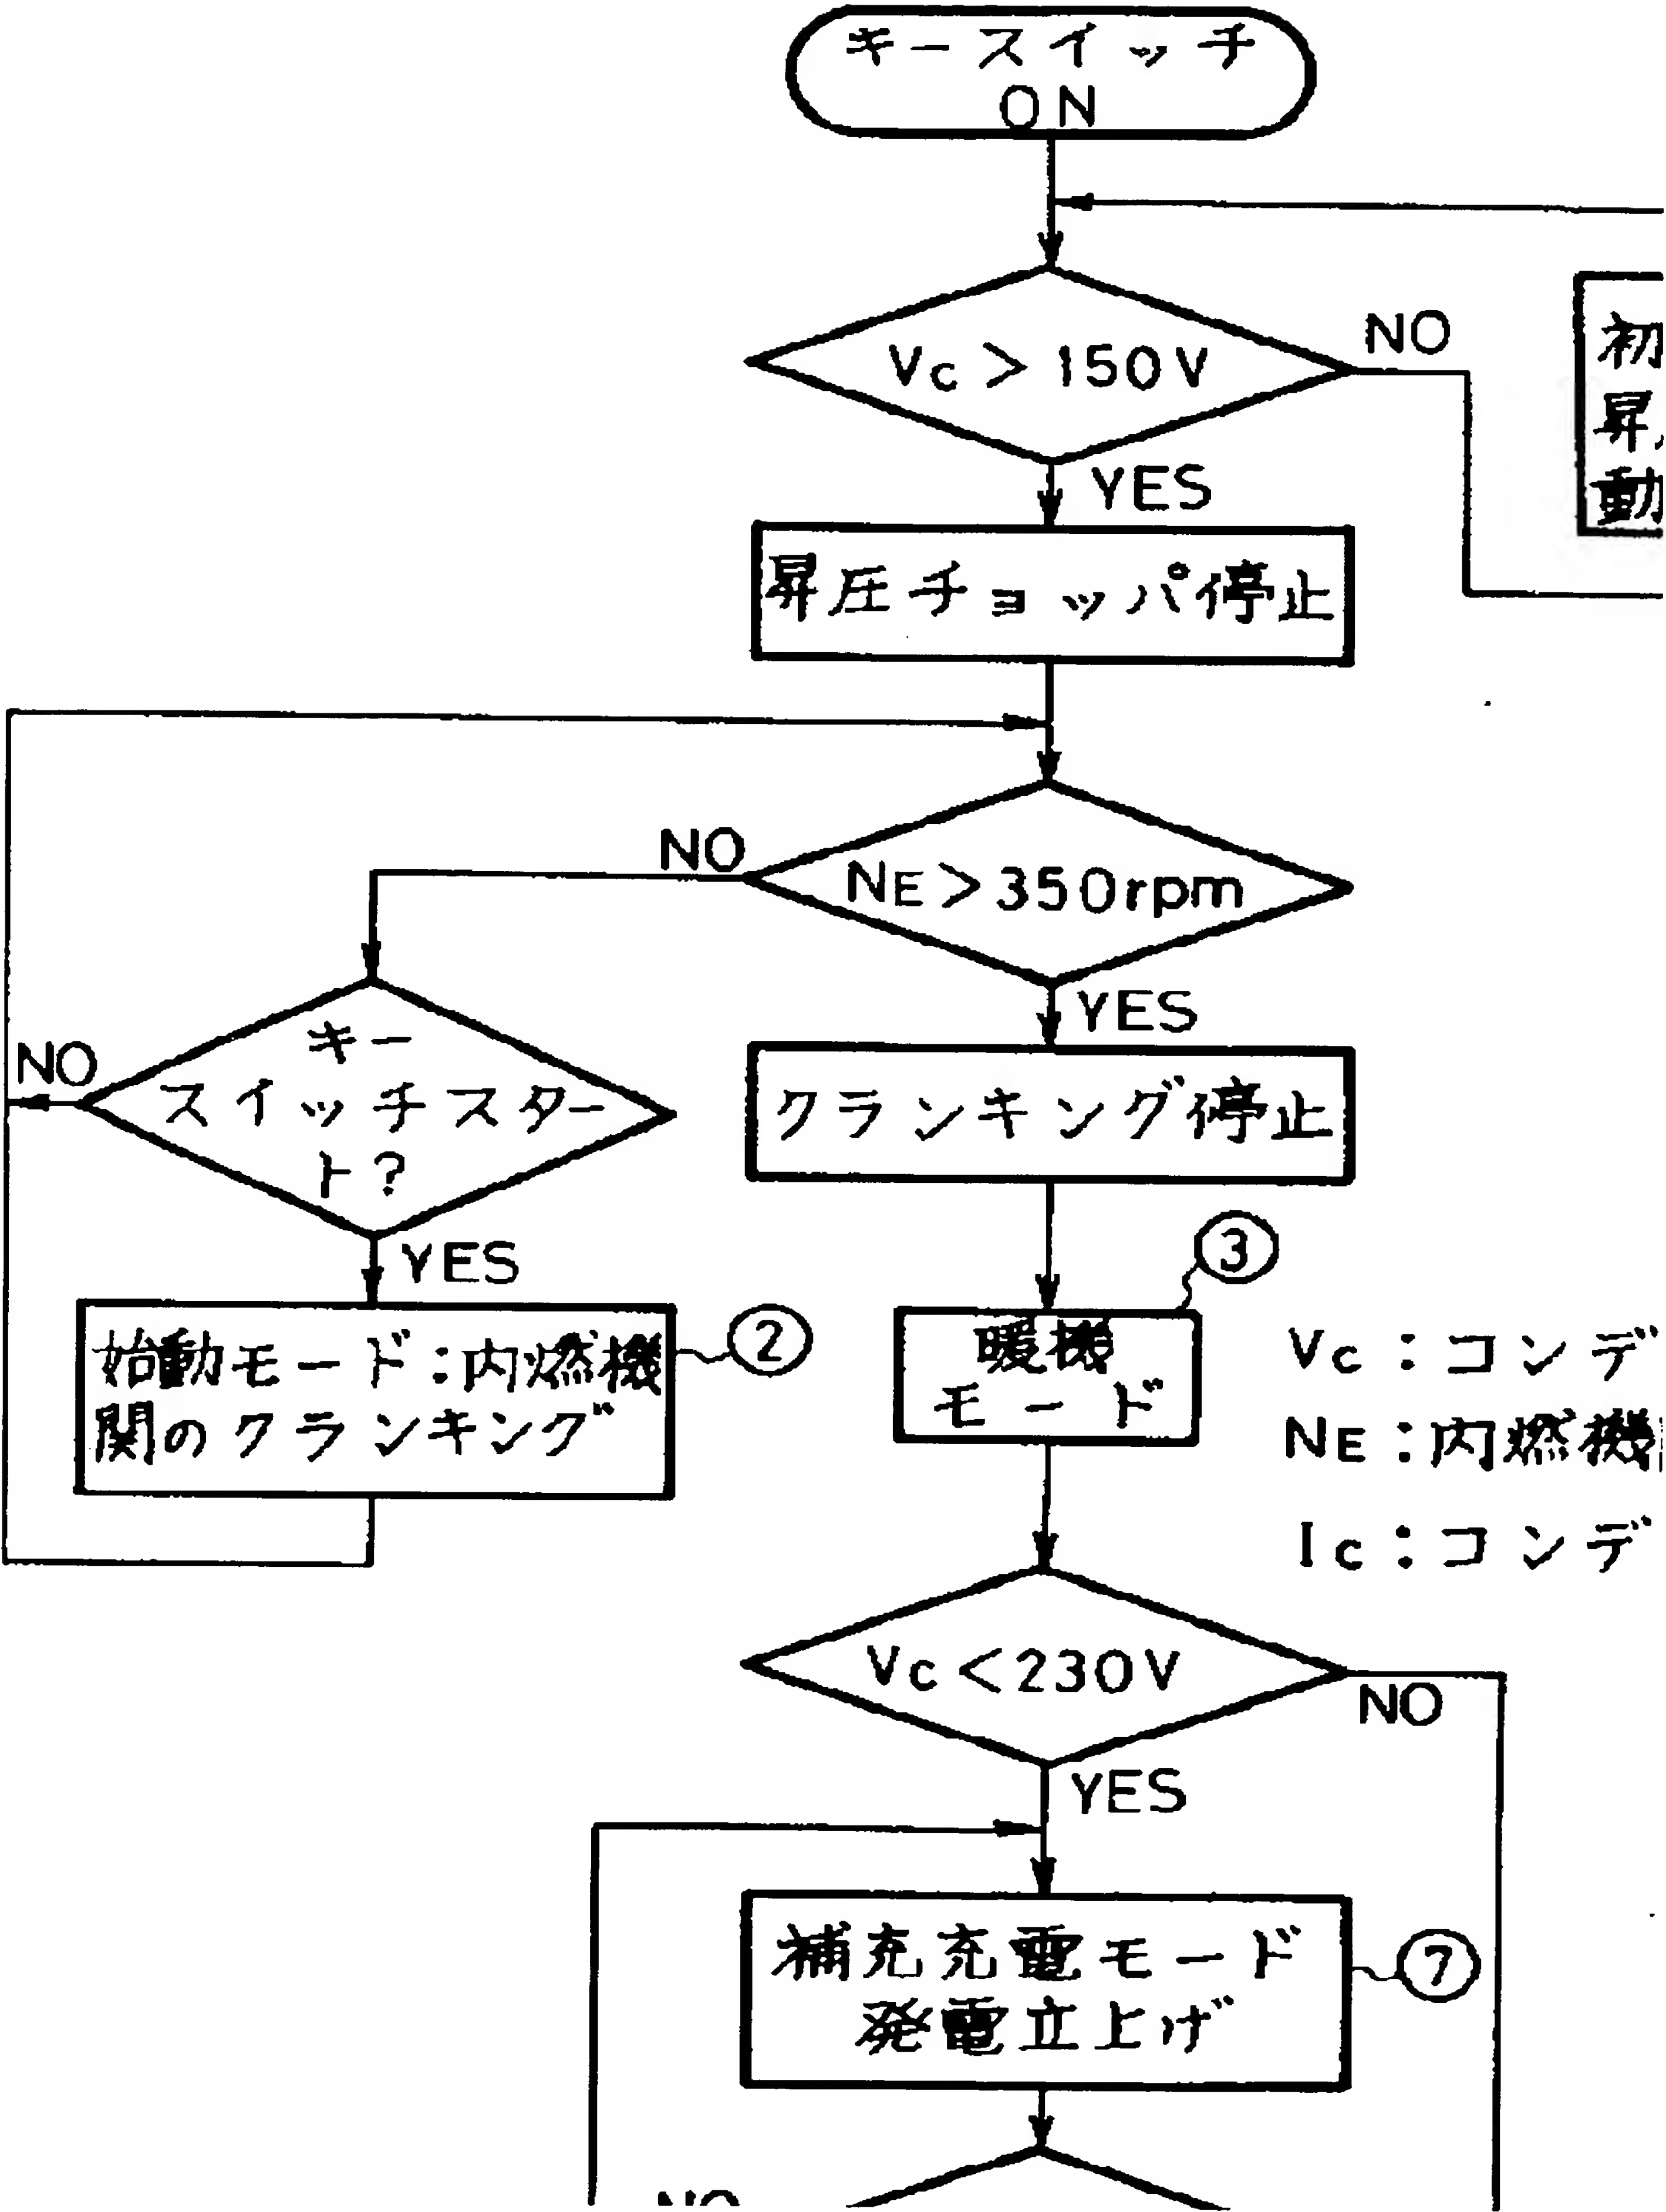 キースイッチ
ON
Vc > 150V
NO
初
昇
動
YES
昇圧チョッパ停止
NE > 350rpm
NO
YES
キー
スイッチスター
ト?
NO
クランキング停止
YES
③
始動モード:内燃機
関のクランキング
②
暖機
モード
Vc:コンデ
NE:内燃機
Ic:コンデ
Vc < 230V
NO
YES
補充充電モード
発電立上げ
⑦
NO